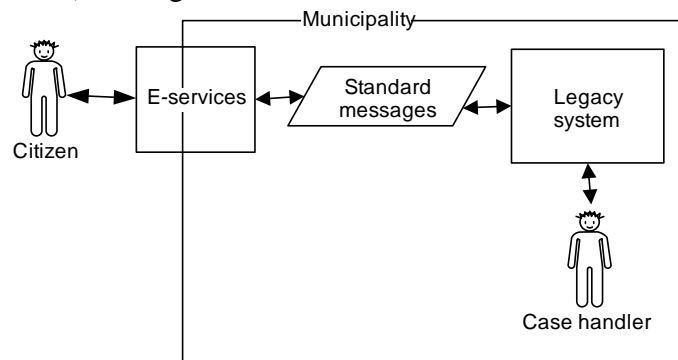 Municipality
E-services
Standard
messages
Legacy
system
Citizen
Case handler